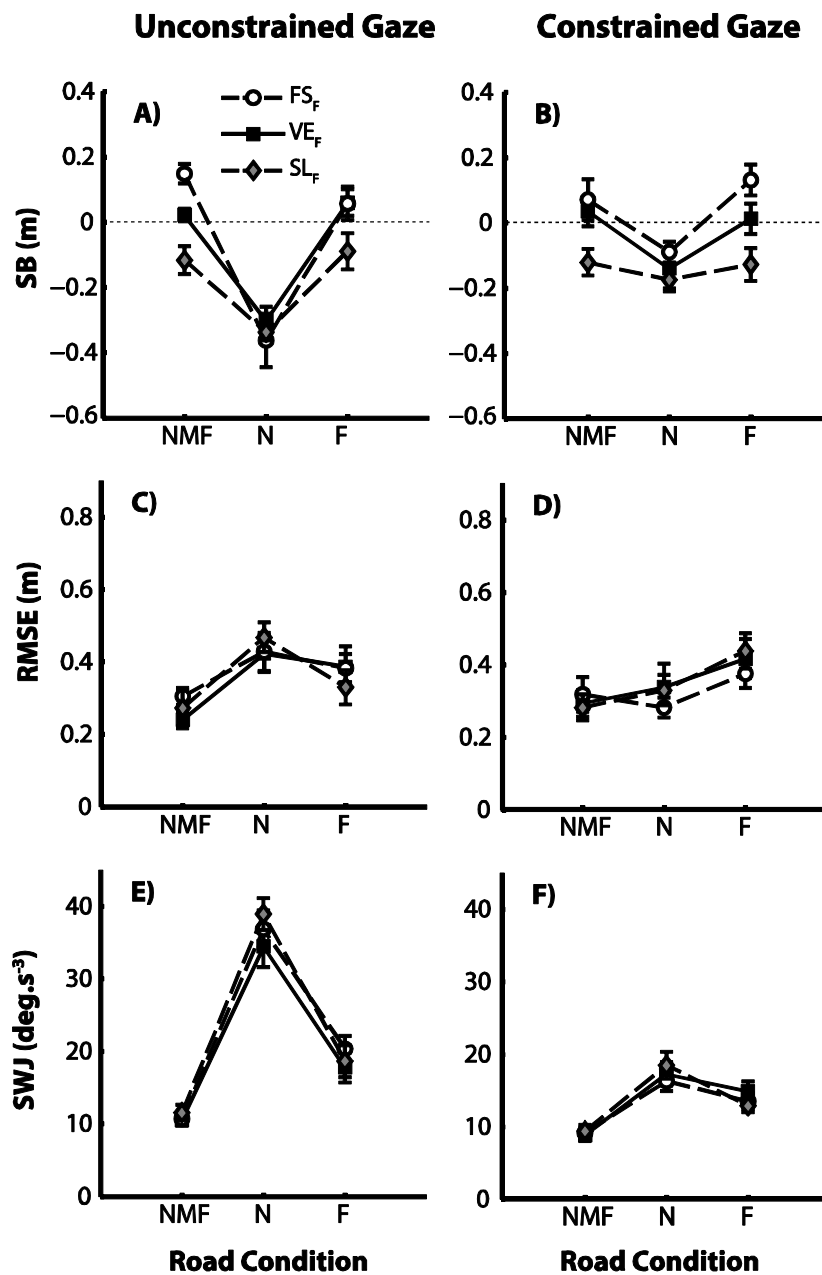 Unconstrained Gaze
Constrained Gaze
A)
FS_F
VE_F
SL_F
SB (m)
0.4
0.2
0
−0.2
−0.4
−0.6
NMF N F
B)
0.4
0.2
0
−0.2
−0.4
−0.6
NMF N F
C)
RMSE (m)
0.8
0.6
0.4
0.2
0
NMF N F
D)
0.8
0.6
0.4
0.2
0
NMF N F
E)
SWJ (deg.s⁻³)
40
30
20
10
0
NMF N F
Road Condition
F)
40
30
20
10
0
NMF N F
Road Condition